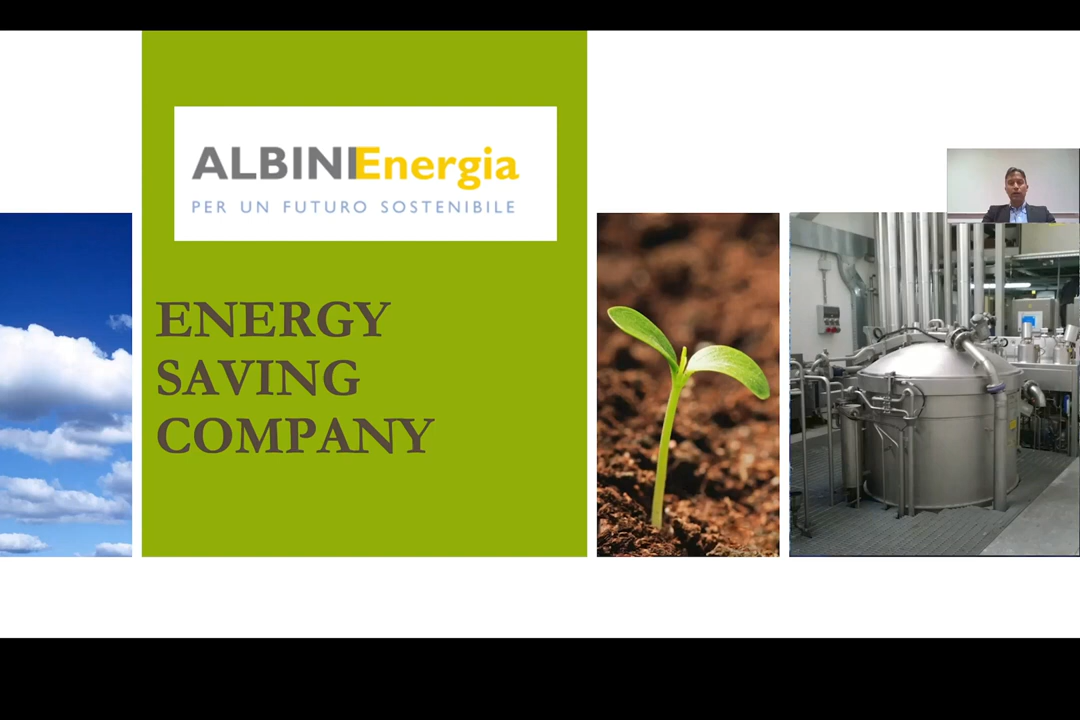 ALBINIEnergia
PER UN FUTURO SOSTENIBILE
ENERGY
SAVING
COMPANY